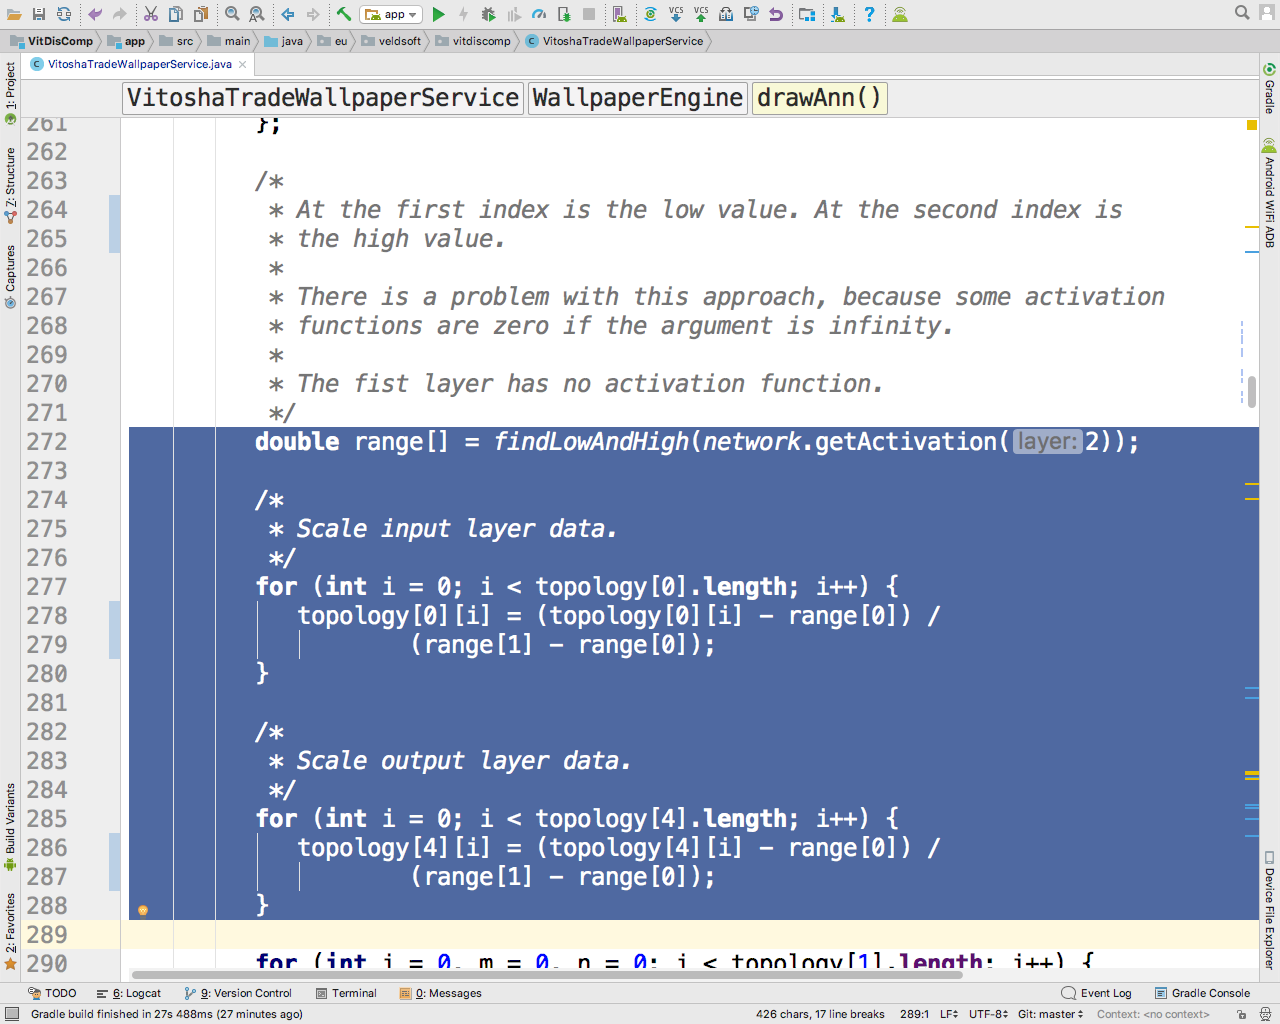 app
VitDisComp app src main java eu veldsoft vitdiscomp VitoshaTradeWallpaperService
VitoshaTradeWallpaperService.java
VitoshaTradeWallpaperService WallpaperEngine drawAnn()
1: Project
7: Structure
Captures
Build Variants
2: Favorites
261 };
262
263 /*
264 * At the first index is the low value. At the second index is
265 * the high value.
266 *
267 * There is a problem with this approach, because some activation
268 * functions are zero if the argument is infinity.
269 *
270 * The fist layer has no activation function.
271 */
272 double range[] = findLowAndHigh(network.getActivation( layer: 2));
273
274 /*
275 * Scale input layer data.
276 */
277 for (int i = 0; i < topology[0].length; i++) {
278 topology[0][i] = (topology[0][i] - range[0]) /
279 (range[1] - range[0]);
280 }
281
282 /*
283 * Scale output layer data.
284 */
285 for (int i = 0; i < topology[4].length; i++) {
286 topology[4][i] = (topology[4][i] - range[0]) /
287 (range[1] - range[0]);
288 }
289
290 for (int i = 0, m = 0, n = 0; i < topology[1].length; i++) {
Gradle
Android WiFi ADB
Device File Explorer
TODO 6: Logcat 9: Version Control Terminal 0: Messages Event Log Gradle Console
Gradle build finished in 27s 488ms (27 minutes ago) 426 chars, 17 line breaks 289:1 LF UTF-8 Git: master Context: <no context>